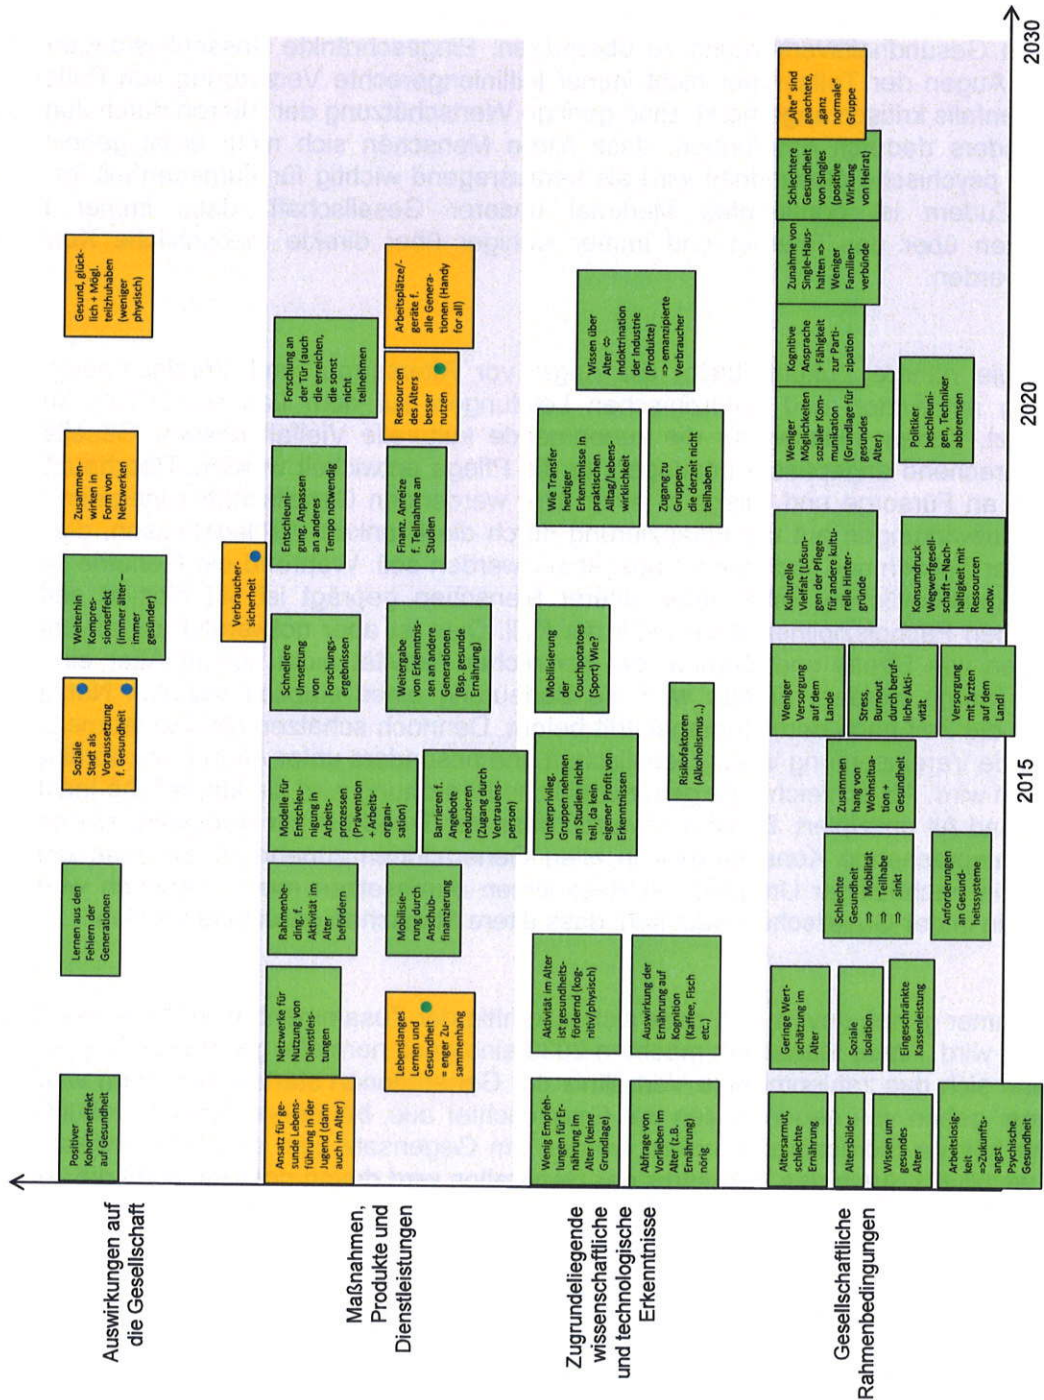 Auswirkungen auf
die Gesellschaft
Positiver
Kohorteneffekt
auf Gesundheit
Lernen aus den
Fehlern der
Generationen
Soziale
Stadt als
Voraussetzung
f. Gesundheit
Weiterhin
Kompres-
sionseffekt
(immer älter –
immer
gesünder)
Zusammen-
wirken in
Form von
Netzwerken
Gesund, glück-
lich + Mögl.
teilzhuhaben
(weniger
physisch)
Verbraucher-
sicherheit
Maßnahmen,
Produkte und
Dienstleistungen
Ansatz für ge-
sunde Lebens-
führung in der
Jugend (dann
auch im Alter)
Netzwerke für
Nutzung von
Dienstleis-
tungen
Rahmenbe-
ding. f.
Aktivität im
Alter
befördern
Modelle für
Entschleu-
nigung in
Arbeits-
prozessen
(Prävention
+ Arbeits-
organi-
sation)
Schnellere
Umsetzung
von
Forschungs-
ergebnissen
Entschleuni-
gung. Anpassen
an anderes
Tempo notwendig
Forschung an
der Tür (auch
die erreichen,
die sonst
nicht
teilnehmen
Lebenslanges
Lernen und
Gesundheit
= enger Zu-
sammenhang
Mobilisie-
rung durch
Anschub-
finanzierung
Barrieren f.
Angebote
reduzieren
(Zugang durch
Vertrauens-
person)
Weitergabe
von Erkenntnis-
sen an andere
Generationen
(Bsp. gesunde
Ernährung)
Finanz. Anreize
f. Teilnahme an
Studien
Ressourcen
des Alters
besser
nutzen
Arbeitsplätze/-
geräte f.
alle Genera-
tionen (Handy
for all)
Zugrundeliegende
wissenschaftliche
und technologische
Erkenntnisse
Wenig Empfeh-
lungen für Er-
nährung im
Alter (keine
Grundlage)
Aktivität im Alter
ist gesundheits-
fördernd (kog-
nitiv/physisch)
Unterprivileg.
Gruppen nehmen
an Studien nicht
teil, da kein
eigener Profit von
Erkenntnissen
Mobilisierung
der
Couchpotatoes
(Sport) Wie?
Wie Transfer
heutiger
Erkenntnisse in
praktischen
Alltag/Lebens-
wirklichkeit
Wissen über
Alter ⇔
Indoktrination
der Industrie
(Produkte)
=> emanzipierte
Verbraucher
Abfrage von
Vorlieben im
Alter (z.B.
Ernährung)
nörig
Auswirkung der
Ernährung auf
Kognition
(Kaffee, Fisch
etc.)
Risikofaktoren
(Alkoholismus ..)
Zugang zu
Gruppen,
die derzeit nicht
teilhaben
Gesellschaftliche
Rahmenbedingungen
Altersarmut,
schlechte
Ernährung
Geringe Wert-
schätzung im
Alter
Altersbilder
Soziale
Isolation
Wissen um
gesundes
Alter
Eingeschränkte
Kassenleistung
Arbeitslosig-
keit
=>Zukunfts-
angst
Psychische
Gesundheit
Schlechte
Gesundheit
⇒ Mobilität
⇒ Teilhabe
⇒ sinkt
Anforderungen
an Gesund-
heitssysteme
Zusammen
hang von
Wohnsitua-
tion +
Gesundheit
Weniger
Versorgung
auf dem
Land
Stress,
Burnout
durch beruf-
liche Akti-
vität
Versorgung
mit Ärzten
auf dem
Land!
Kulturelle
Vielfalt (Lösun-
gen der Pflege
für andere kultu-
relle Hinter-
gründe
Konsumdruck
Wegwerfgesell-
schaft – Nach-
haltigkeit mit
Ressourcen
notw.
Weniger
Möglichkeiten
sozialer Kom-
munikation
(Grundlage für
gesundes
Alter)
Politiker
beschleuni-
gen, Techniker
abbremsen
Kognitive
Ansprache
+ Fähigkeit
zur Parti-
zipation
Zunahme von
Single-Haus-
halten =>
Weniger
Familien-
verbünde
Schlechtere
Gesundheit
von Singles
(positive
Wirkung
von Heirat)
„Alte“ sind
geachtete,
„ganz
normale“
Gruppe
2015
2020
2030